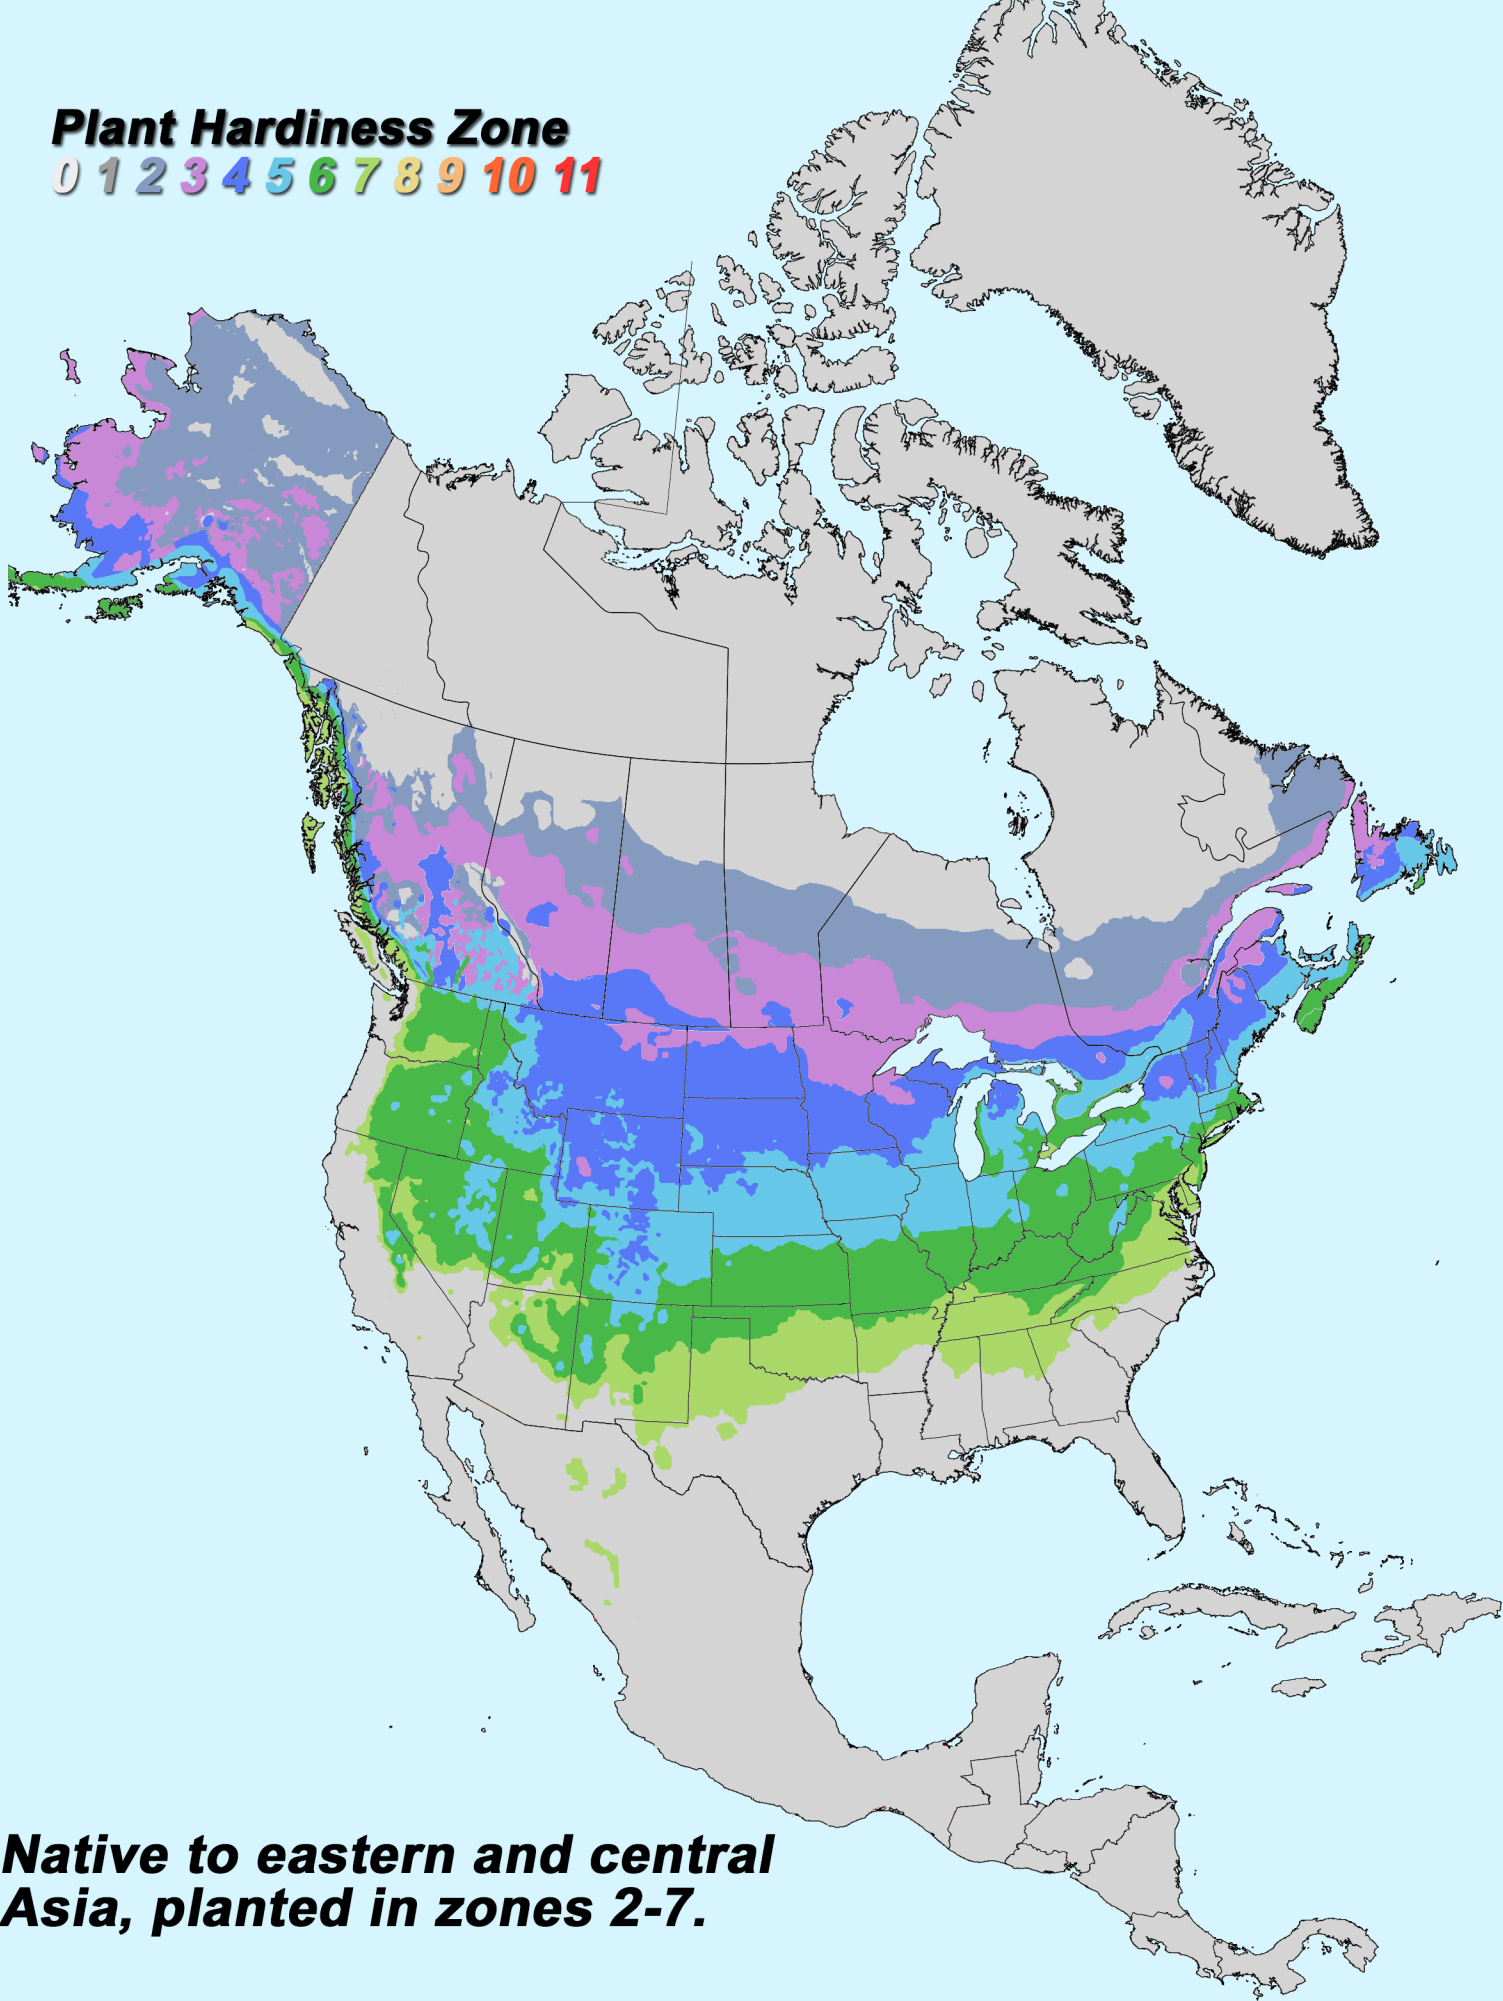 Plant Hardiness Zone
0 1 2 3 4 5 6 7 8 9 10 11
Native to eastern and central
Asia, planted in zones 2-7.